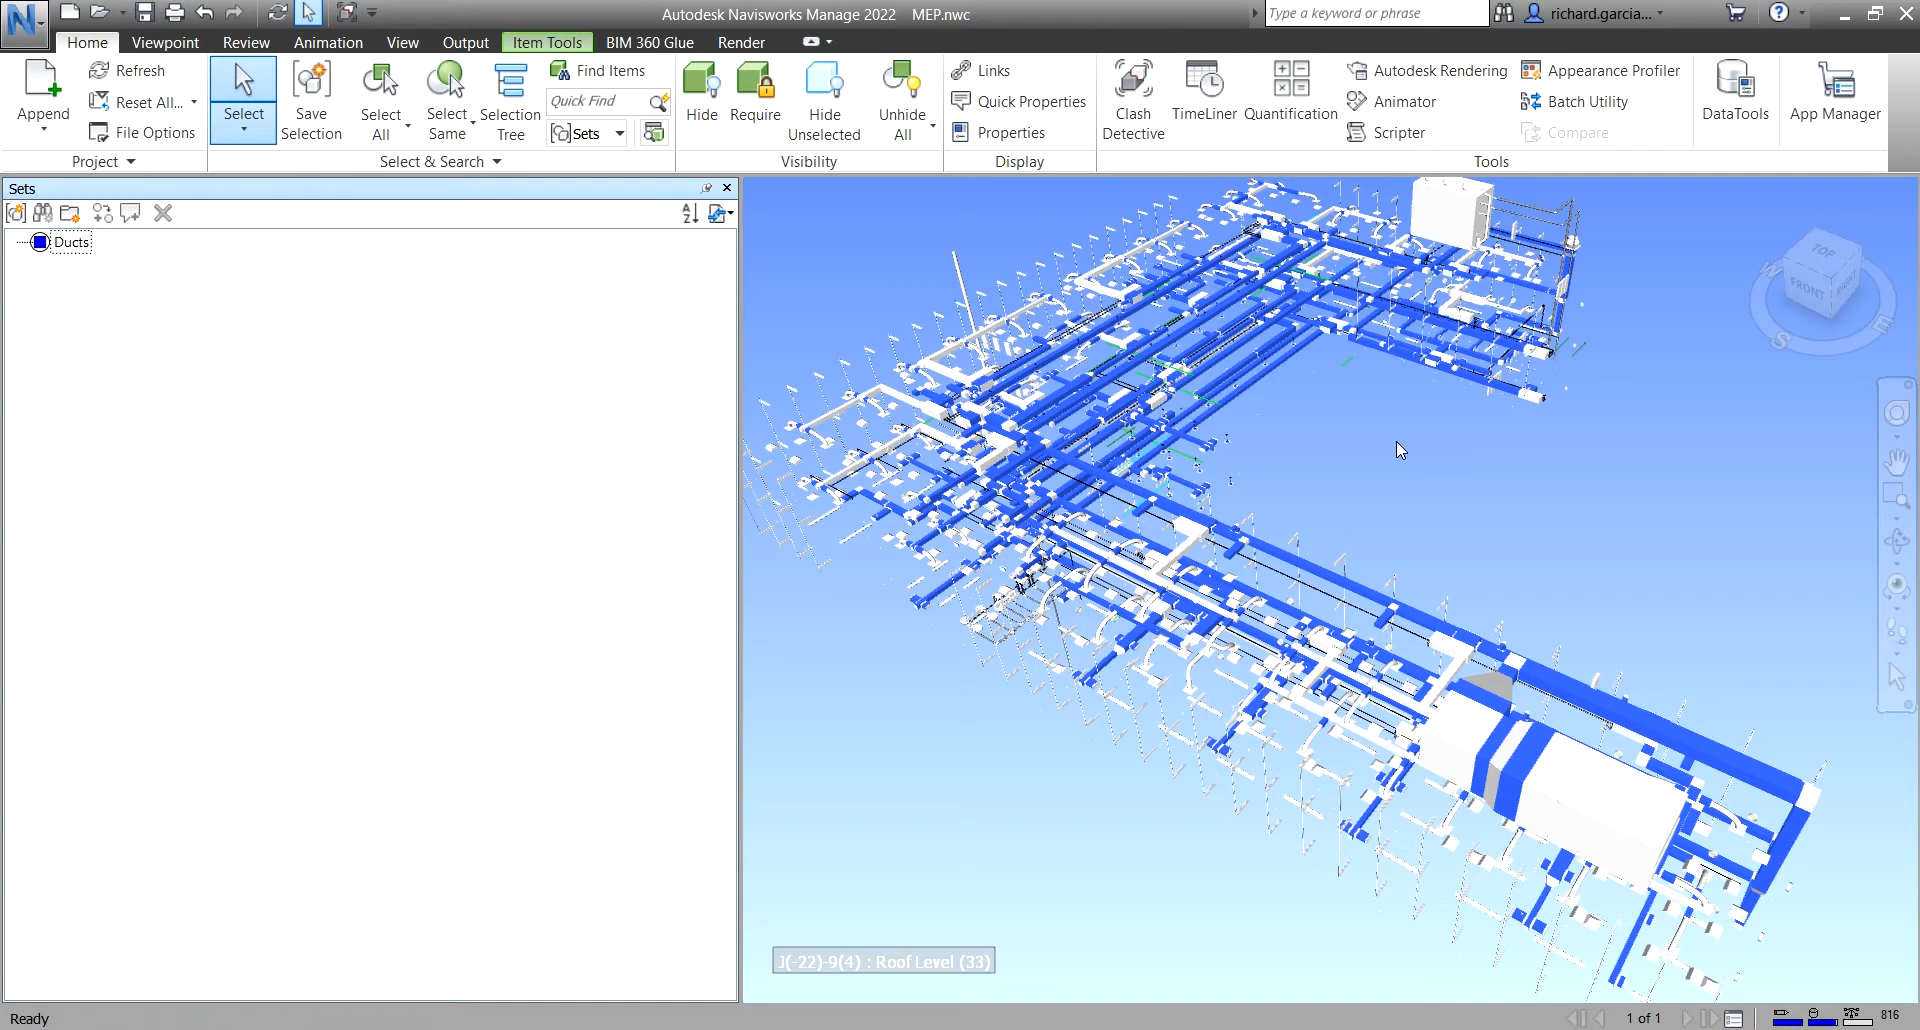 N
Autodesk Navisworks Manage 2022 MEP.nwc
Type a keyword or phrase
richard.garcia...
Home Viewpoint Review Animation View Output Item Tools BIM 360 Glue Render
Append
Refresh
Reset All...
File Options
Project
Select
Save Selection
Select All
Select Same
Selection Tree
Find Items
Quick Find
Sets
Select & Search
Hide
Require
Hide Unselected
Unhide All
Visibility
Links
Quick Properties
Properties
Display
Clash Detective
TimeLiner
Quantification
Autodesk Rendering
Animator
Scripter
Appearance Profiler
Batch Utility
Compare
Tools
DataTools
App Manager
Sets
Ducts
TOP
FRONT
RIGHT
W
S
E
J(-22)-9(4) : Roof Level (33)
Ready
1 of 1
816